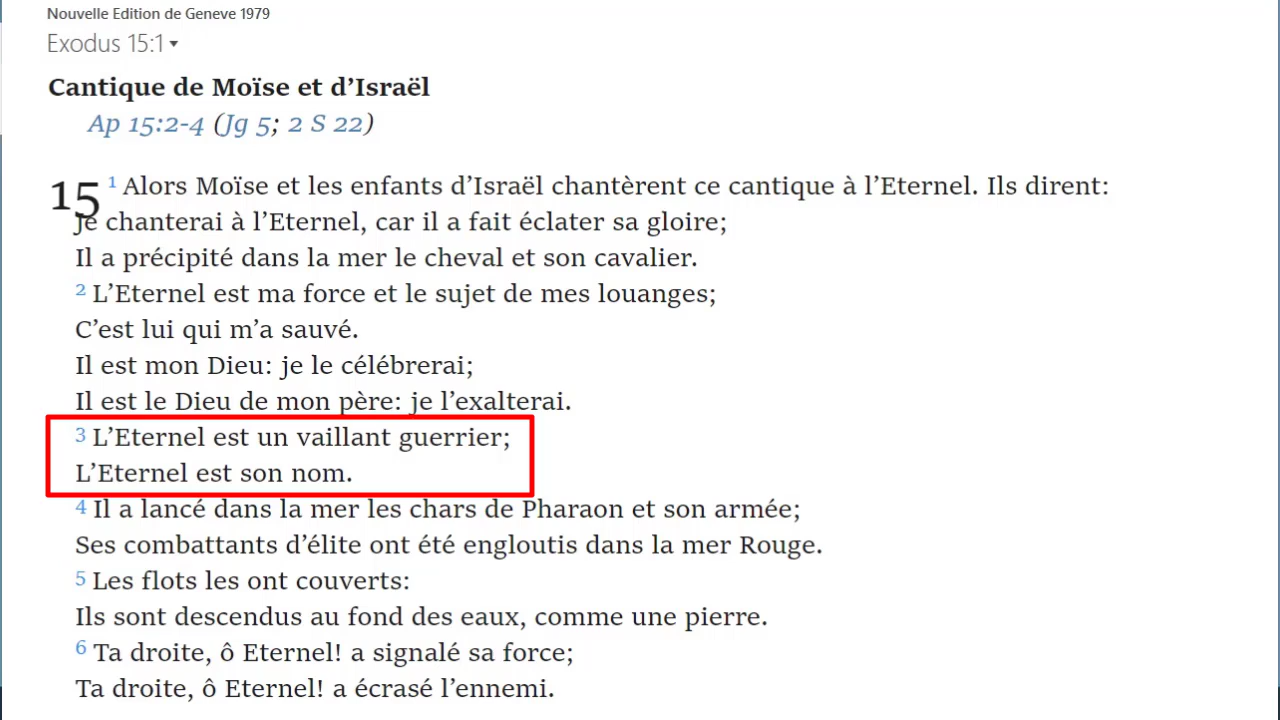 Nouvelle Edition de Geneve 1979
Exodus 15:1
Cantique de Moïse et d’Israël
Ap 15:2-4 (Jg 5; 2 S 22)
15 1 Alors Moïse et les enfants d’Israël chantèrent ce cantique à l’Eternel. Ils dirent:
Je chanterai à l’Eternel, car il a fait éclater sa gloire;
Il a précipité dans la mer le cheval et son cavalier.
2 L’Eternel est ma force et le sujet de mes louanges;
C’est lui qui m’a sauvé.
Il est mon Dieu: je le célébrerai;
Il est le Dieu de mon père: je l’exalterai.
3 L’Eternel est un vaillant guerrier;
L’Eternel est son nom.
4 Il a lancé dans la mer les chars de Pharaon et son armée;
Ses combattants d’élite ont été engloutis dans la mer Rouge.
5 Les flots les ont couverts:
Ils sont descendus au fond des eaux, comme une pierre.
6 Ta droite, ô Eternel! a signalé sa force;
Ta droite, ô Eternel! a écrasé l’ennemi.